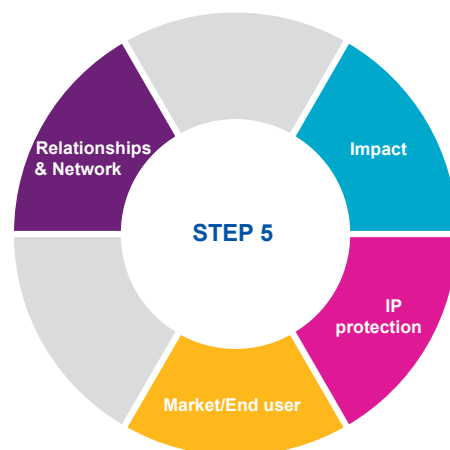 Relationships
& Network
Impact
STEP 5
IP
protection
Market/End user